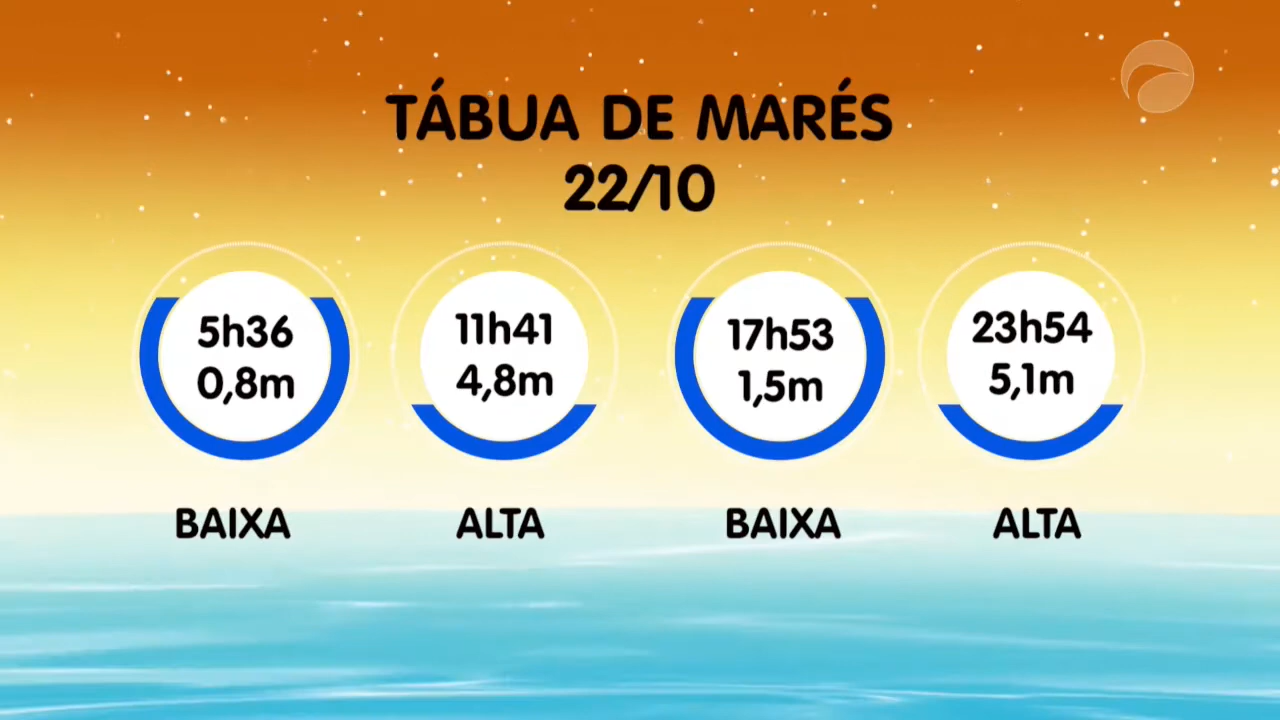 TÁBUA DE MARÉS
22/10
5h36
0,8m
BAIXA
11h41
4,8m
ALTA
17h53
1,5m
BAIXA
23h54
5,1m
ALTA